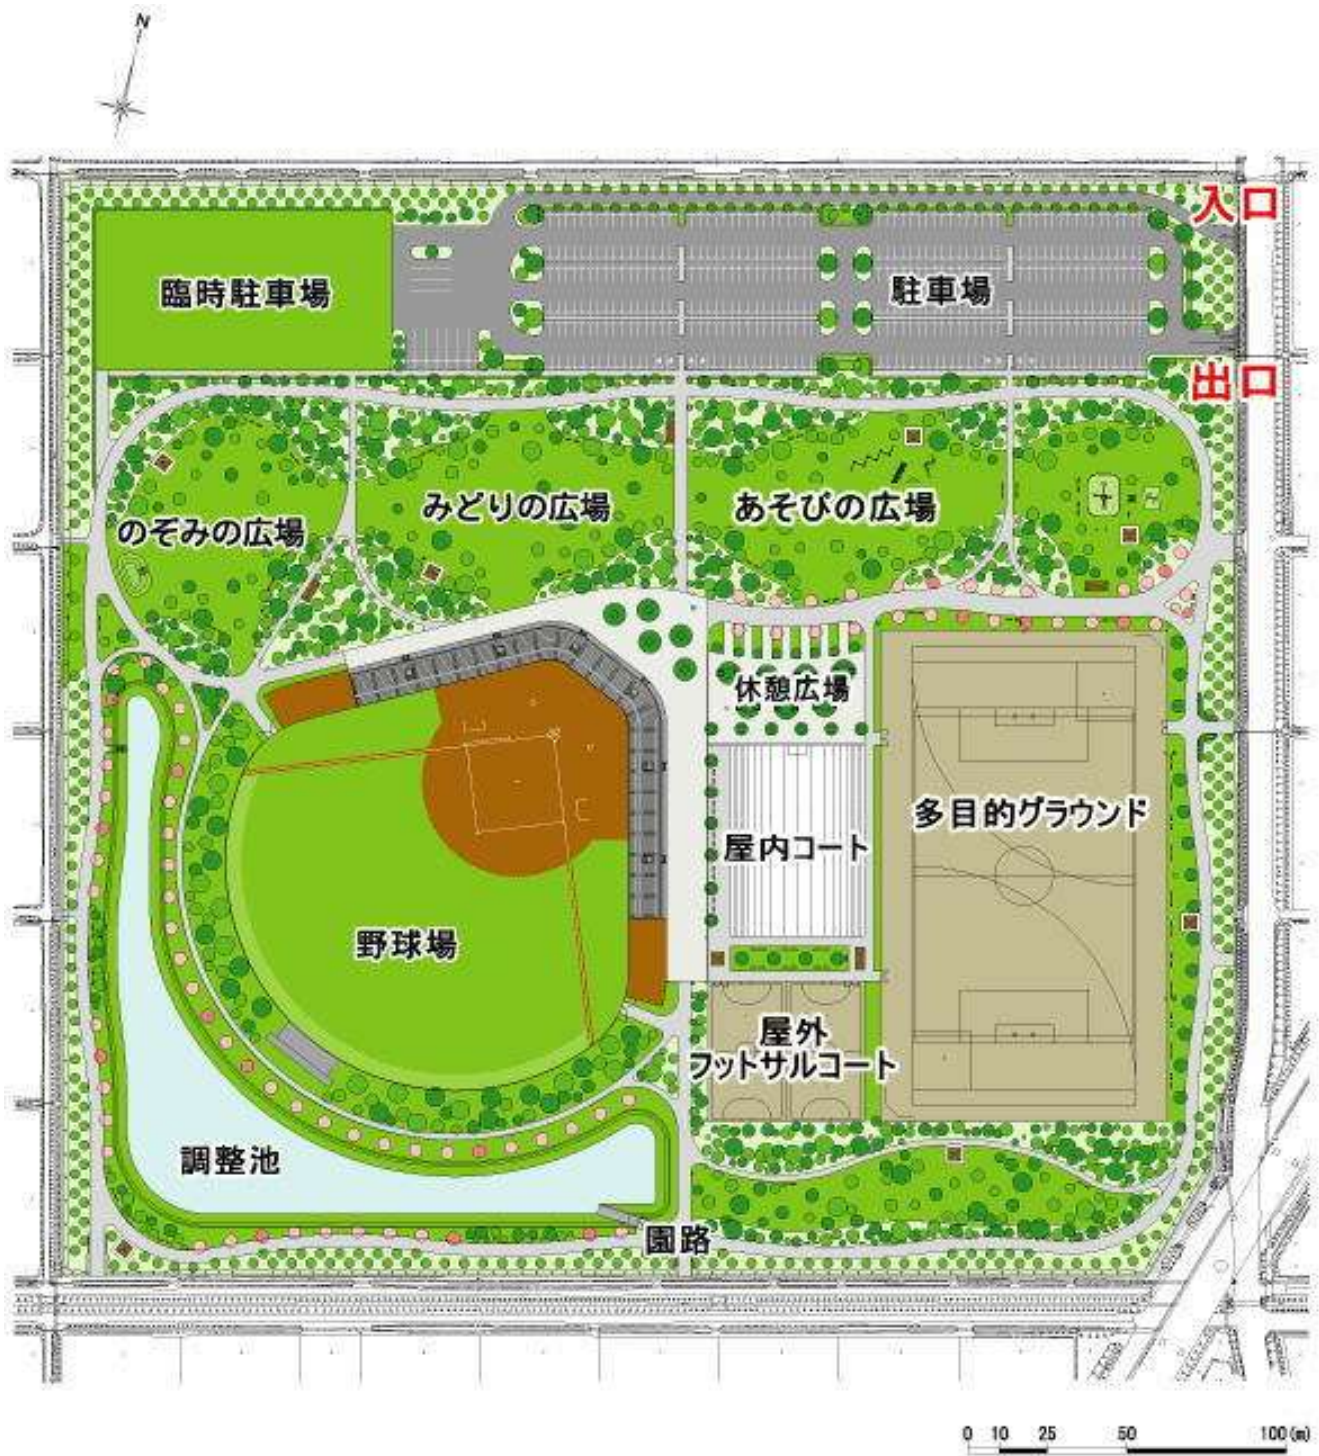 N
入口
臨時駐車場
駐車場
出口
のぞみの広場
みどりの広場
あそびの広場
休憩広場
多目的グラウンド
屋内コート
野球場
屋外
フットサルコート
調整池
園路
0 10 25 50 100(m)